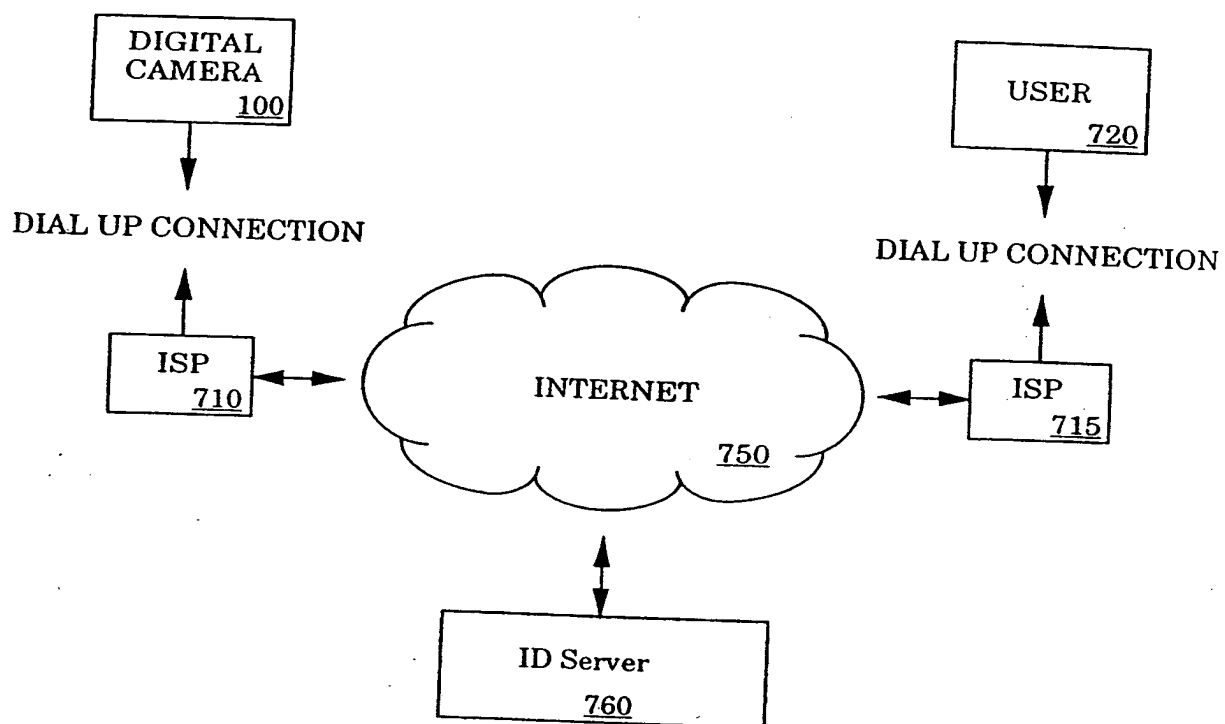 DIGITAL
CAMERA
100
USER
720
DIAL UP CONNECTION
DIAL UP CONNECTION
ISP
710
INTERNET
750
ISP
715
ID Server
760